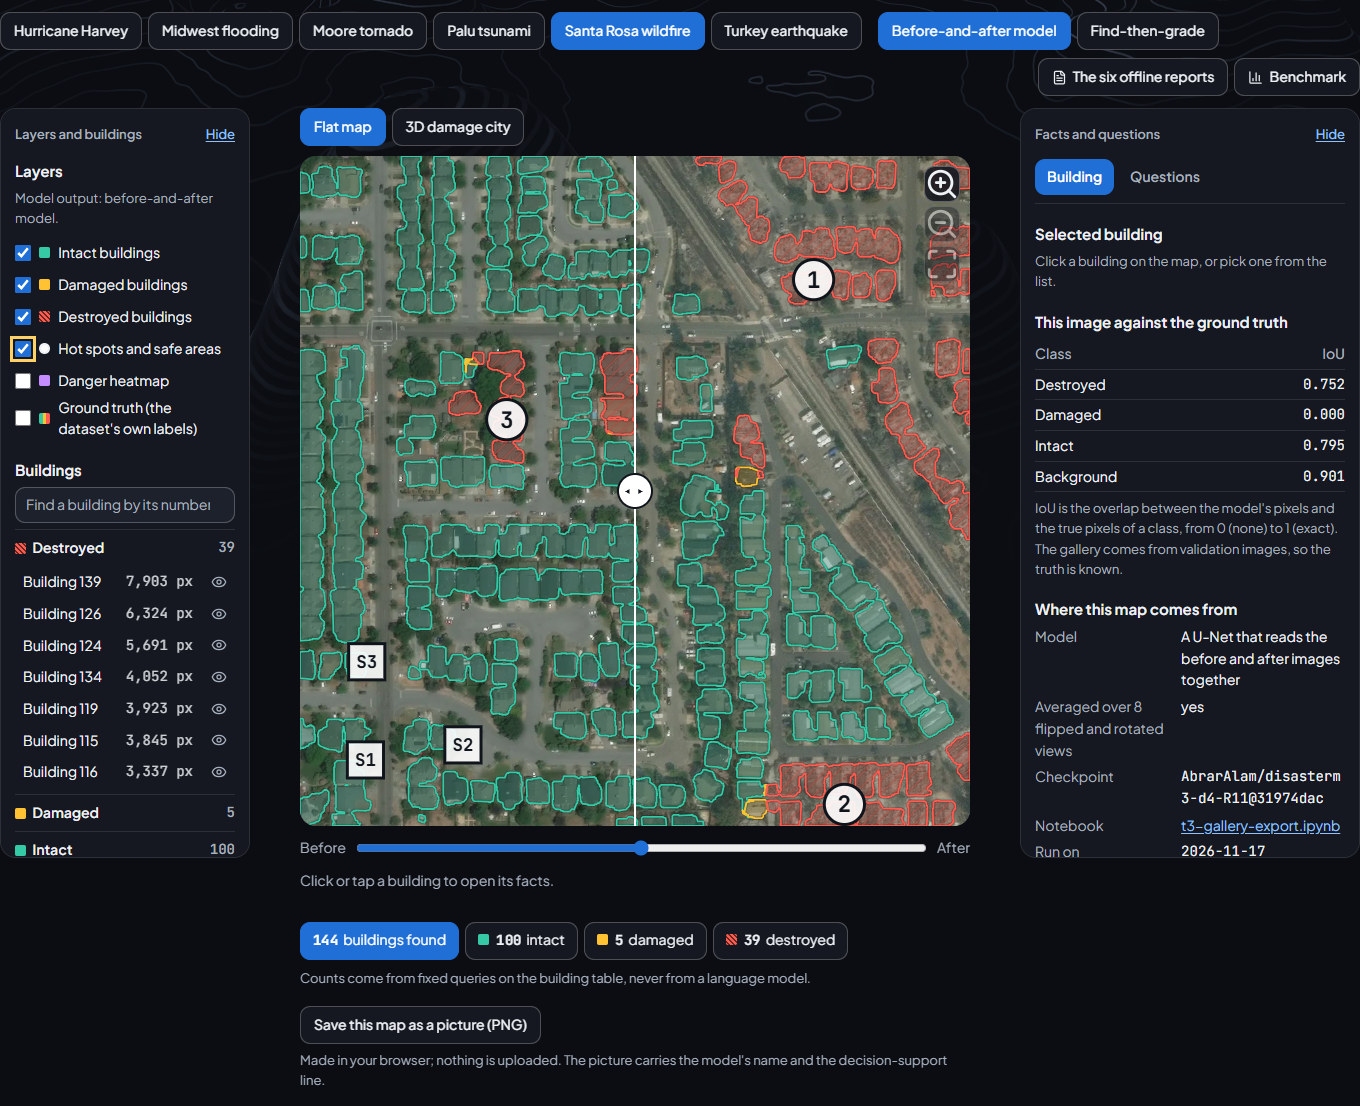 Hurricane Harvey
Midwest flooding
Moore tornado
Palu tsunami
Santa Rosa wildfire
Turkey earthquake
Before-and-after model
Find-then-grade
The six offline reports
Benchmark
Layers and buildings
Hide
Layers
Model output: before-and-after
model.
Intact buildings
Damaged buildings
Destroyed buildings
Hot spots and safe areas
Danger heatmap
Ground truth (the
dataset's own labels)
Buildings
Find a building by its number
Destroyed 39
Building 139 7,903 px
Building 126 6,324 px
Building 124 5,691 px
Building 134 4,052 px
Building 119 3,923 px
Building 115 3,845 px
Building 116 3,337 px
Damaged 5
Intact 100
Flat map
3D damage city
1
3
S3
S2
S1
2
Before
After
Click or tap a building to open its facts.
144 buildings found
100 intact
5 damaged
39 destroyed
Counts come from fixed queries on the building table, never from a language model.
Save this map as a picture (PNG)
Made in your browser; nothing is uploaded. The picture carries the model's name and the decision-support
line.
Facts and questions
Hide
Building
Questions
Selected building
Click a building on the map, or pick one from the
list.
This image against the ground truth
Class IoU
Destroyed 0.752
Damaged 0.000
Intact 0.795
Background 0.901
IoU is the overlap between the model's pixels and
the true pixels of a class, from 0 (none) to 1 (exact).
The gallery comes from validation images, so the
truth is known.
Where this map comes from
Model
A U-Net that reads the
before and after images
together
Averaged over 8
flipped and rotated
views
yes
Checkpoint
AbrarAlam/disasterm
3-d4-R11@31974dac
Notebook
t3-gallery-export.ipynb
Run on
2026-11-17